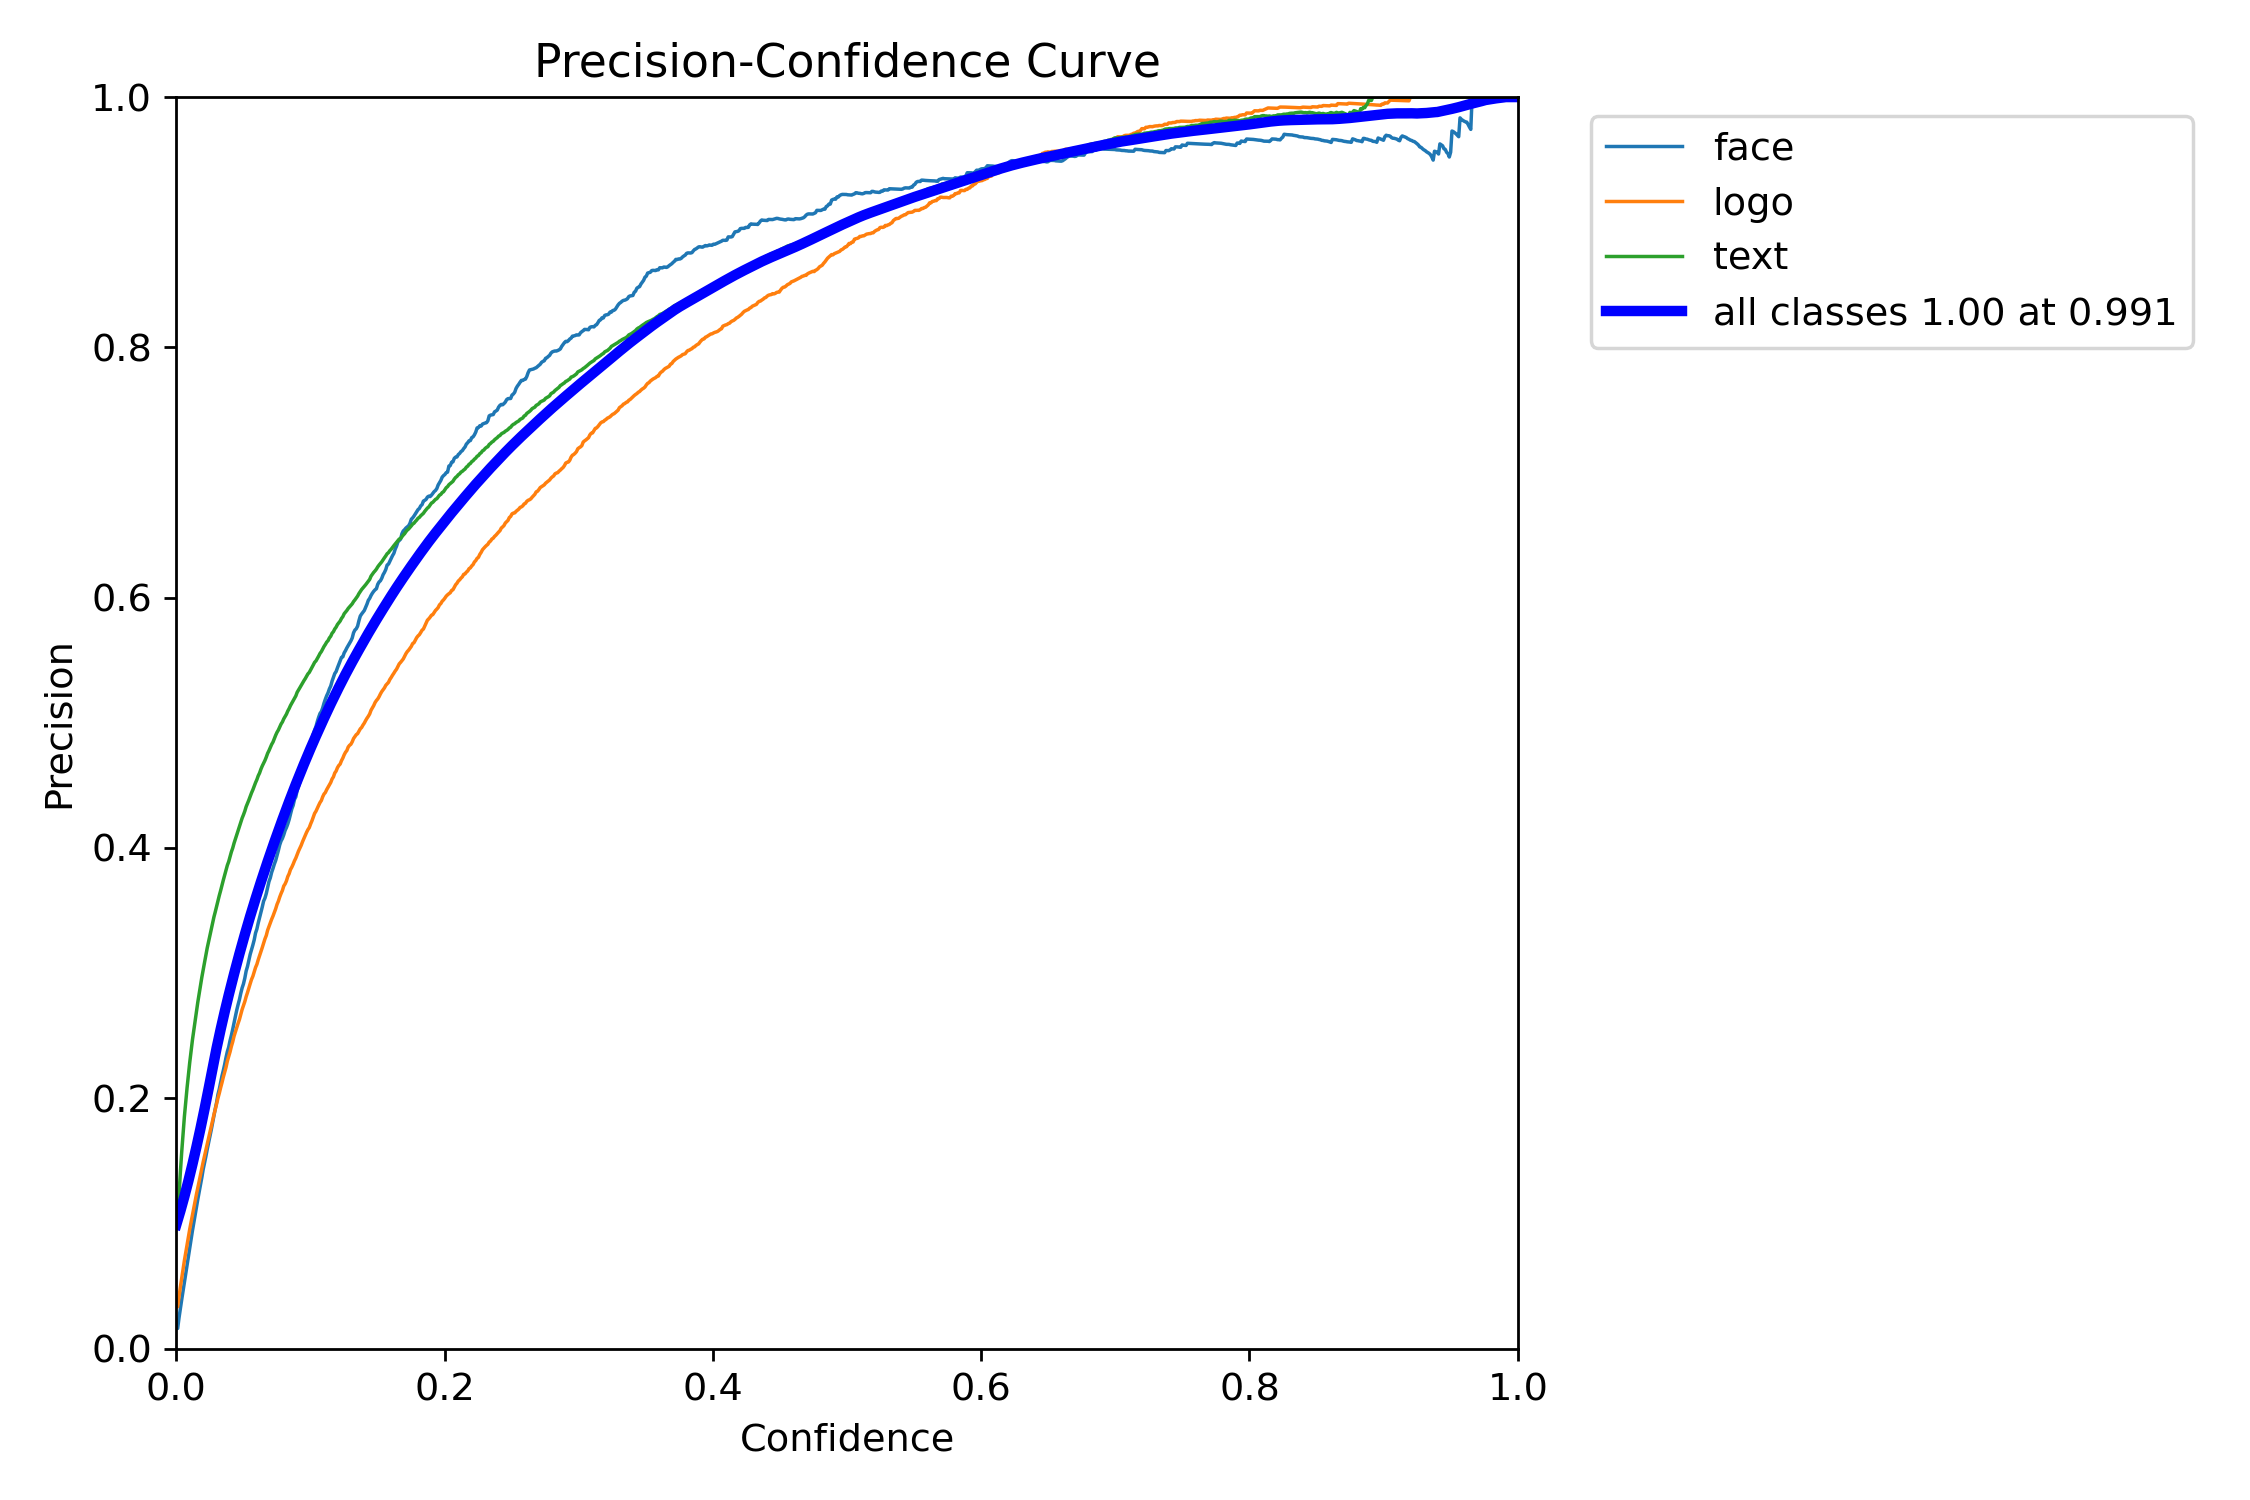 Precision-Confidence Curve
1.0
0.8
0.6
0.4
0.2
0.0
Precision
0.0 0.2 0.4 0.6 0.8 1.0
Confidence
face
logo
text
all classes 1.00 at 0.991